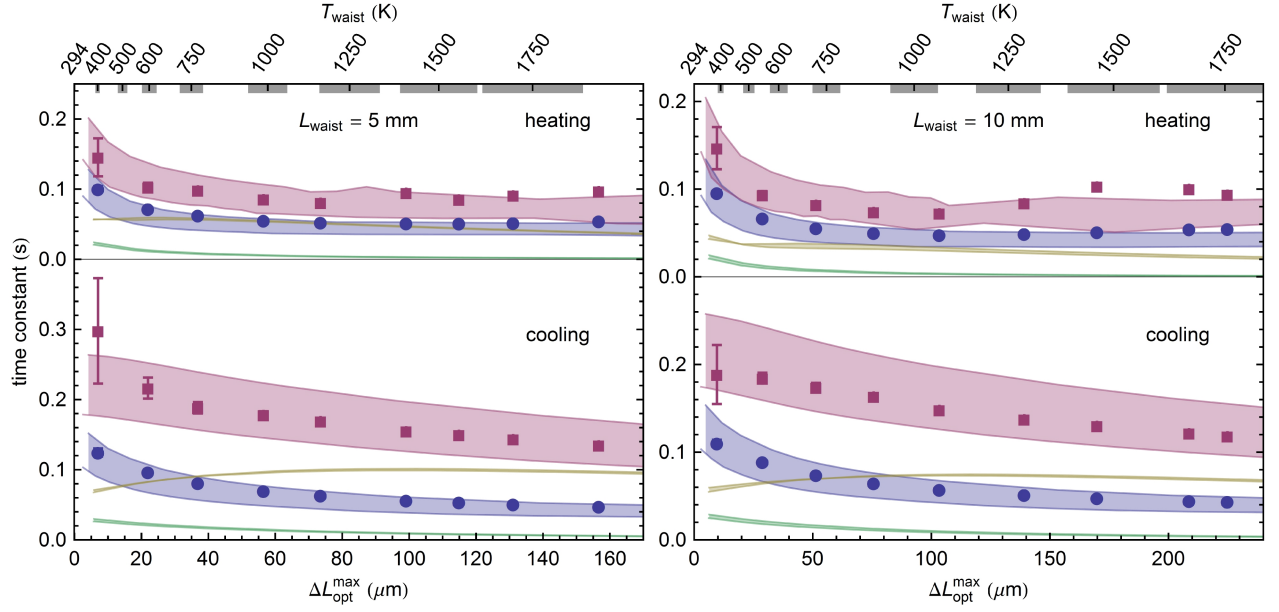 T_waist (K) T_waist (K)
294 400 500 600 750 1000 1250 1500 1750 294 400 500 600 750 1000 1250 1500 1750
L_waist = 5 mm heating L_waist = 10 mm heating
0.2 0.2
0.1 0.1
0.0 0.0
cooling cooling
0.3
0.2 0.2
0.1 0.1
0.0 0.0
time constant (s)
0 20 40 60 80 100 120 140 160 0 50 100 150 200
ΔL_opt^max (μm) ΔL_opt^max (μm)